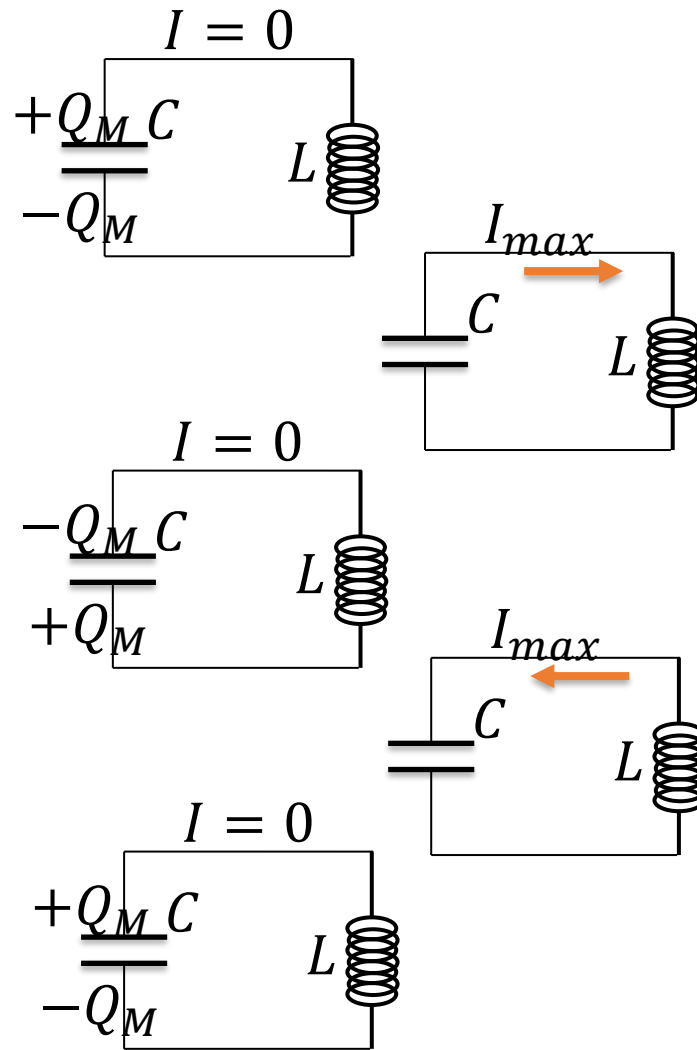 I = 0
+Q_M C
L
−Q_M
I_max
C
L
I = 0
−Q_M C
L
+Q_M
I_max
C
L
I = 0
+Q_M C
L
−Q_M